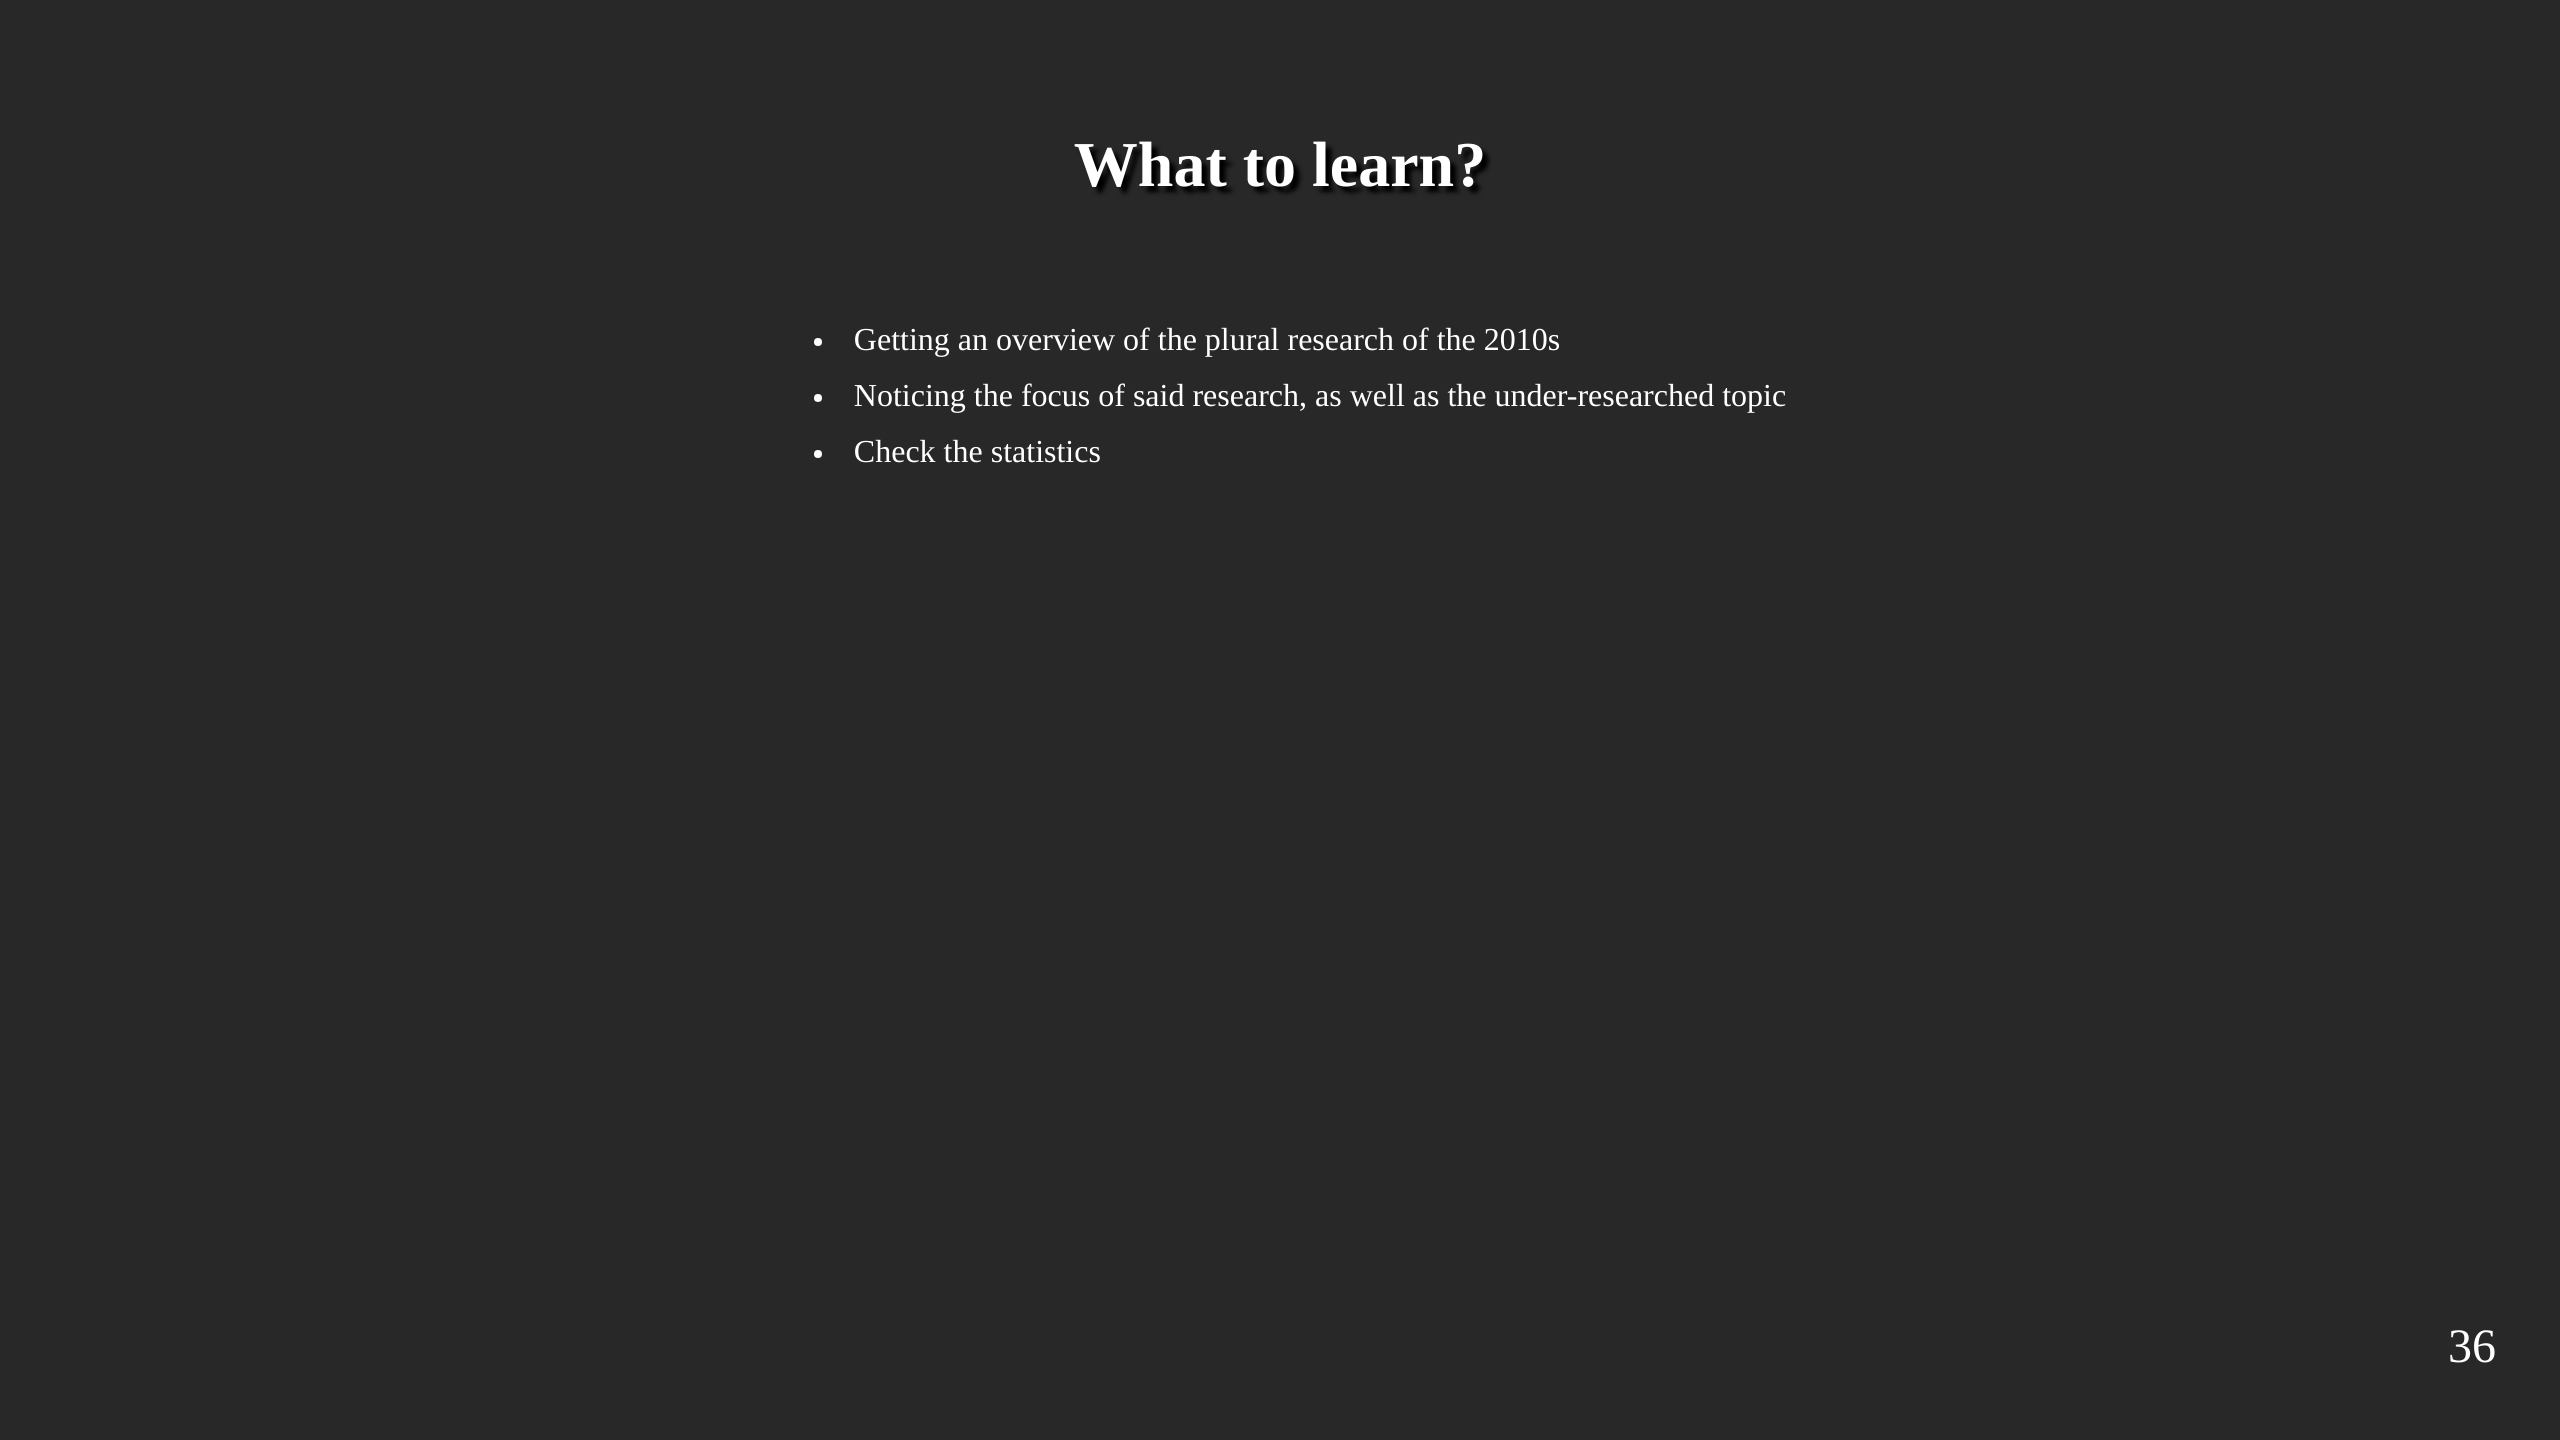 What to learn?
• Getting an overview of the plural research of the 2010s
• Noticing the focus of said research, as well as the under-researched topic
• Check the statistics
36